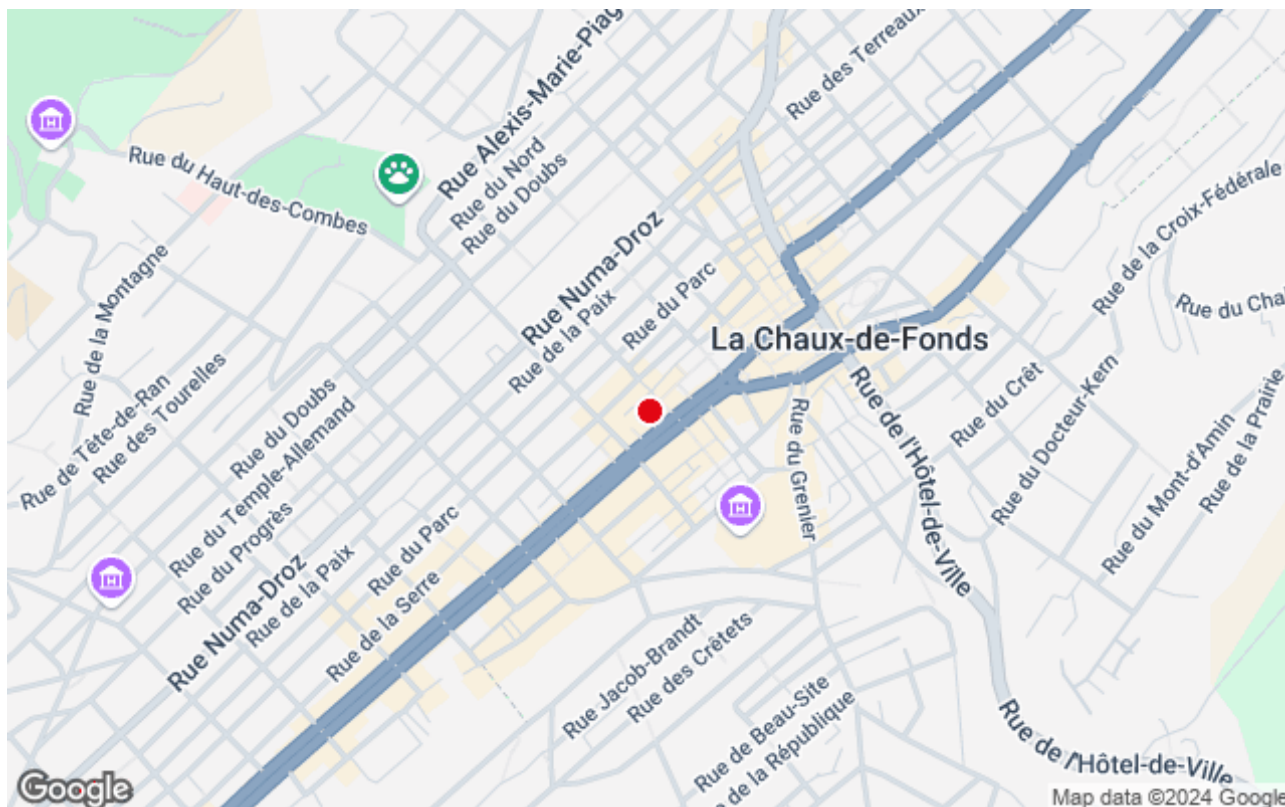 Rue des Terreaux
Rue Alexis-Marie-Piag
Rue du Nord
Rue du Doubs
Rue du Haut-des-Combes
Rue de la Croix-Fédérale
Rue Numa-Droz
Rue du Parc
Rue de la Paix
Rue de la Montagne
Rue du Cha
La Chaux-de-Fonds
Rue de Tête-de-Ran
Rue des Tourelles
Rue du Doubs
Rue du Temple-Allemand
Rue du Progrès
Rue du Crêt
Rue de l'Hôtel-de-Ville
Rue du Docteur-Kern
Rue du Mont-d'Amin
Rue de la Prairie
Rue du Grenier
Rue du Parc
Rue de la Paix
Rue Numa-Droz
Rue de la Serre
Rue Jacob-Brandt
Rue des Crêtets
Rue de Beau-Site
e de la République
Rue de l'Hôtel-de-Ville
Google
Map data ©2024 Google